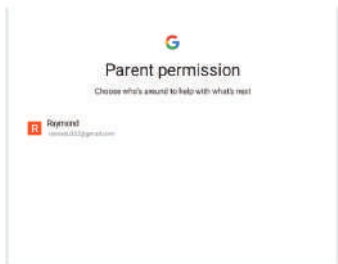 Parent permission
Choose who's around to help with what's next
R
Raymond